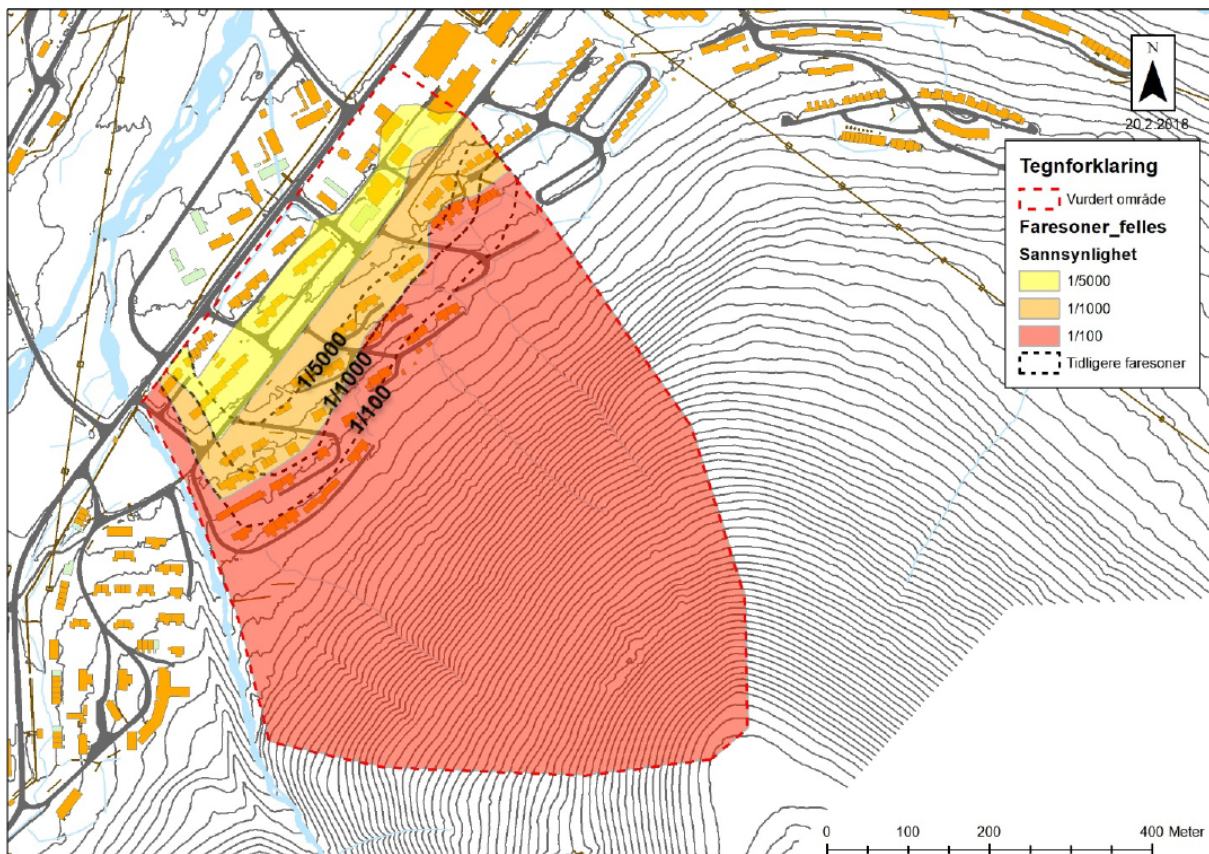 N
20.2.2018
Tegnforklaring
Vurdert område
Faresoner_felles
Sannsynlighet
1/5000
1/1000
1/100
Tidligere faresoner
1/5000
1/1000
1/100
0 100 200 400 Meter